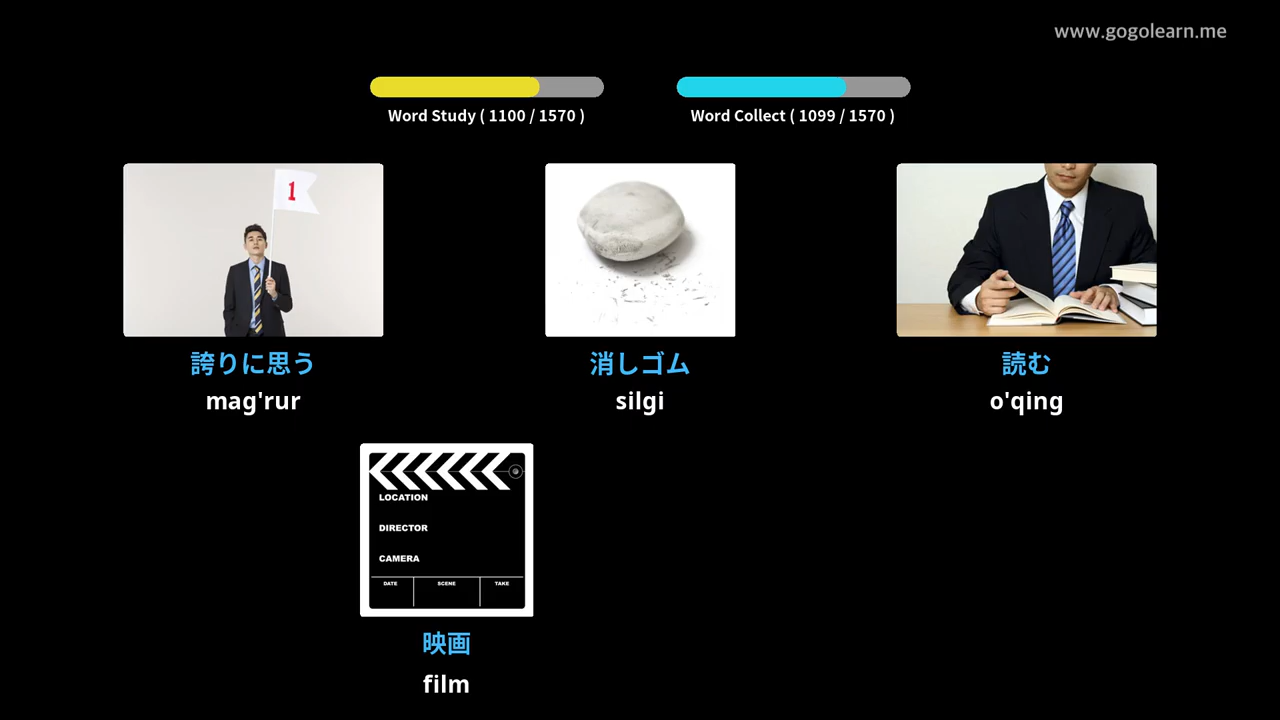 www.gogolearn.me
Word Study ( 1100 / 1570 )
Word Collect ( 1099 / 1570 )
1
誇りに思う
消しゴム
読む
mag'rur
silgi
o'qing
LOCATION
DIRECTOR
CAMERA
DATE
SCENE
TAKE
映画
film